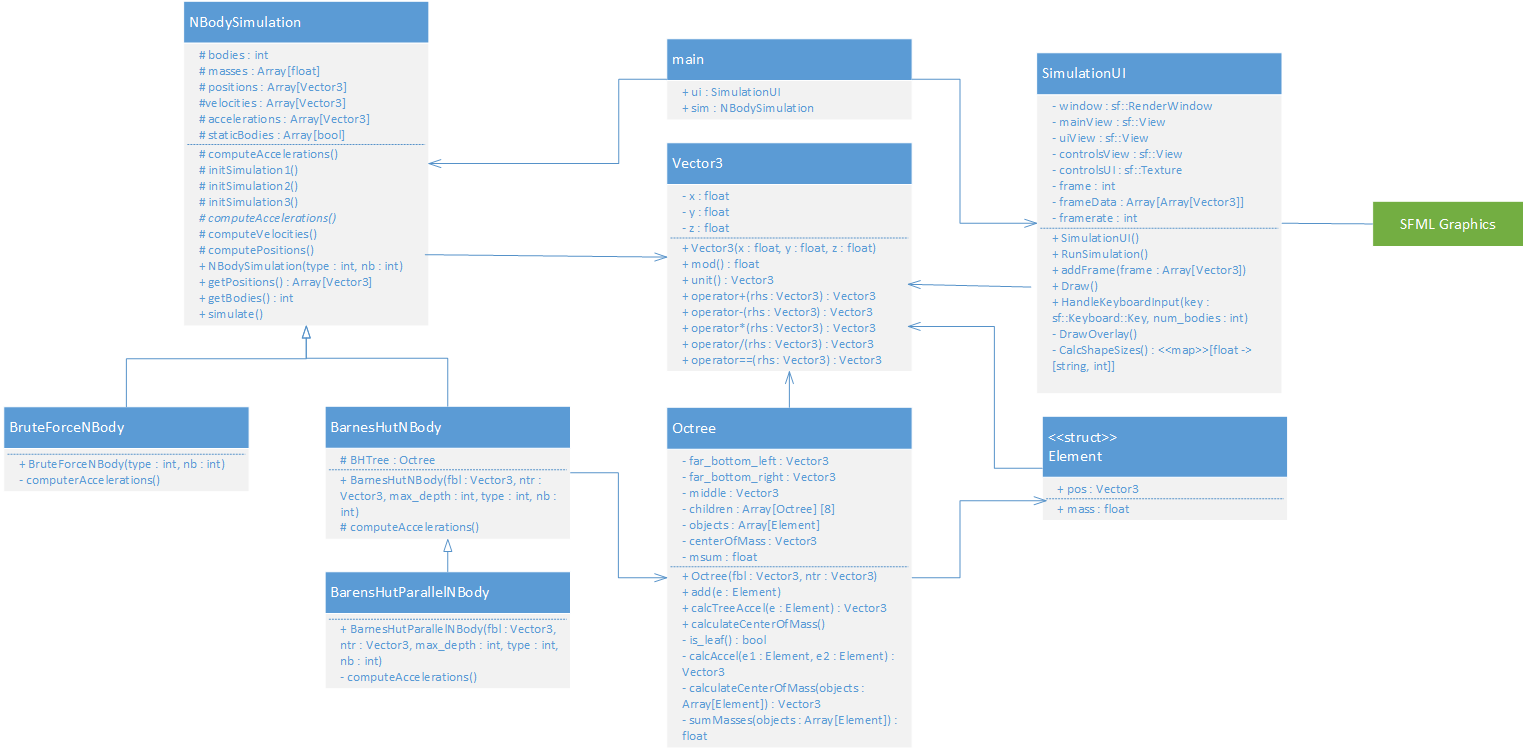 NBodySimulation
# bodies : int
# masses : Array[float]
# positions : Array[Vector3]
#velocities : Array[Vector3]
# accelerations : Array[Vector3]
# staticBodies : Array[bool]
# computeAccelerations()
# initSimulation1()
# initSimulation2()
# initSimulation3()
# computeAccelerations()
# computeVelocities()
# computePositions()
+ NBodySimulation(type : int, nb : int)
+ getPositions() : Array[Vector3]
+ getBodies() : int
+ simulate()
main
+ ui : SimulationUI
+ sim : NBodySimulation
Vector3
- x : float
- y : float
- z : float
+ Vector3(x : float, y : float, z : float)
+ mod() : float
+ unit() : Vector3
+ operator+(rhs : Vector3) : Vector3
+ operator-(rhs : Vector3) : Vector3
+ operator*(rhs : Vector3) : Vector3
+ operator/(rhs : Vector3) : Vector3
+ operator==(rhs : Vector3) : Vector3
SimulationUI
- window : sf::RenderWindow
- mainView : sf::View
- uiView : sf::View
- controlsView : sf::View
- controlsUI : sf::Texture
- frame : int
- frameData : Array[Array[Vector3]]
- framerate : int
+ SimulationUI()
+ RunSimulation()
+ addFrame(frame : Array[Vector3])
+ Draw()
+ HandleKeyboardInput(key :
sf::Keyboard::Key, num_bodies : int)
- DrawOverlay()
- CalcShapeSizes() : <<map>>[float ->
[string, int]]
SFML Graphics
BruteForceNBody
+ BruteForceNBody(type : int, nb : int)
- computerAccelerations()
BarnesHutNBody
# BHTree : Octree
+ BarnesHutNBody(fbl : Vector3, ntr :
Vector3, max_depth : int, type : int, nb :
int)
# computeAccelerations()
BarensHutParallelNBody
+ BarnesHutParallelNBody(fbl : Vector3,
ntr : Vector3, max_depth : int, type : int,
nb : int)
- computeAccelerations()
Octree
- far_bottom_left : Vector3
- far_bottom_right : Vector3
- middle : Vector3
- children : Array[Octree] [8]
- objects : Array[Element]
- centerOfMass : Vector3
- msum : float
+ Octree(fbl : Vector3, ntr : Vector3)
+ add(e : Element)
+ calcTreeAccel(e : Element) : Vector3
+ calculateCenterOfMass()
- is_leaf() : bool
- calcAccel(e1 : Element, e2 : Element) :
Vector3
- calculateCenterOfMass(objects :
Array[Element]) : Vector3
- sumMasses(objects : Array[Element]) :
float
<<struct>>
Element
+ pos : Vector3
+ mass : float